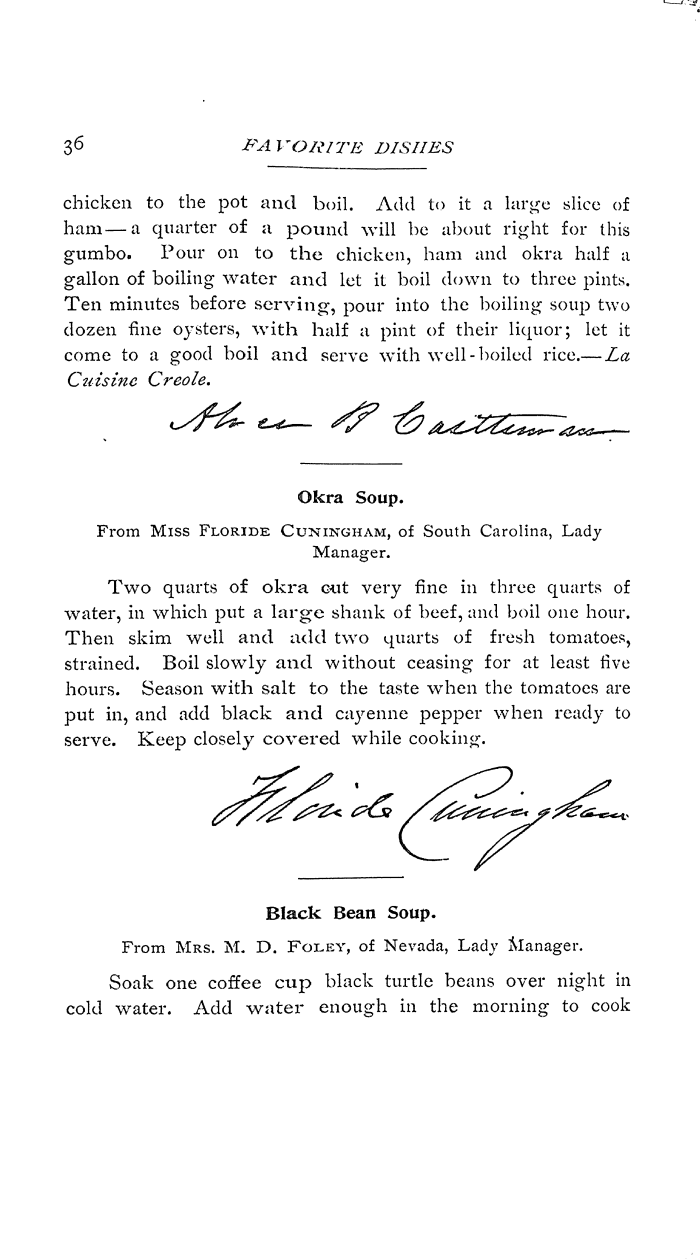 36 FAVORITE DISHES
chicken to the pot and boil. Add to it a large slice of
ham—a quarter of a pound will be about right for this
gumbo. Pour on to the chicken, ham and okra half a
gallon of boiling water and let it boil down to three pints.
Ten minutes before serving, pour into the boiling soup two
dozen fine oysters, with half a pint of their liquor; let it
come to a good boil and serve with well-boiled rice.—La
Cuisine Creole.
B Castleman
Okra Soup.
From Miss Floride Cuningham, of South Carolina, Lady
Manager.
Two quarts of okra cut very fine in three quarts of
water, in which put a large shank of beef, and boil one hour.
Then skim well and add two quarts of fresh tomatoes,
strained. Boil slowly and without ceasing for at least five
hours. Season with salt to the taste when the tomatoes are
put in, and add black and cayenne pepper when ready to
serve. Keep closely covered while cooking.
Floride Cuningham
Black Bean Soup.
From Mrs. M. D. Foley, of Nevada, Lady Manager.
Soak one coffee cup black turtle beans over night in
cold water. Add water enough in the morning to cook